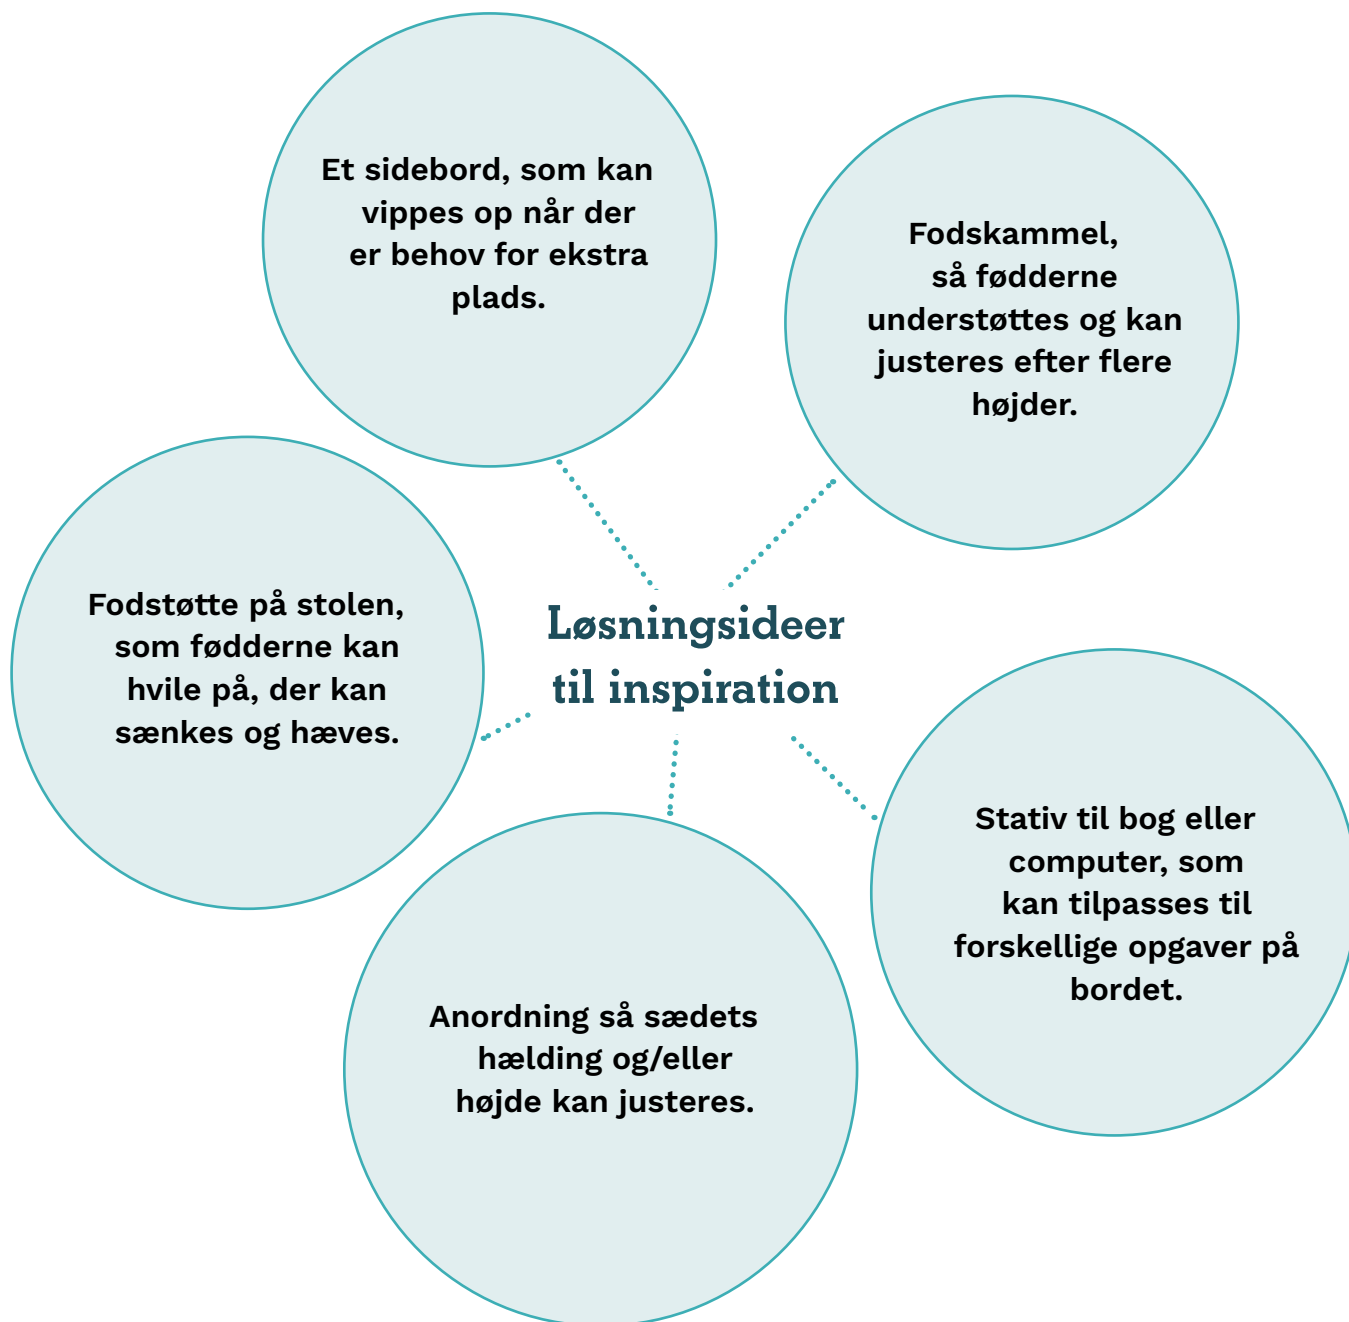 Et sidebord, som kan
vippes op når der
er behov for ekstra
plads.
Fodskammel,
så fødderne
understøttes og kan
justeres efter flere
højder.
Fodstøtte på stolen,
som fødderne kan
hvile på, der kan
sænkes og hæves.
Løsningsideer
til inspiration
Stativ til bog eller
computer, som
kan tilpasses til
forskellige opgaver på
bordet.
Anordning så sædets
hælding og/eller
højde kan justeres.